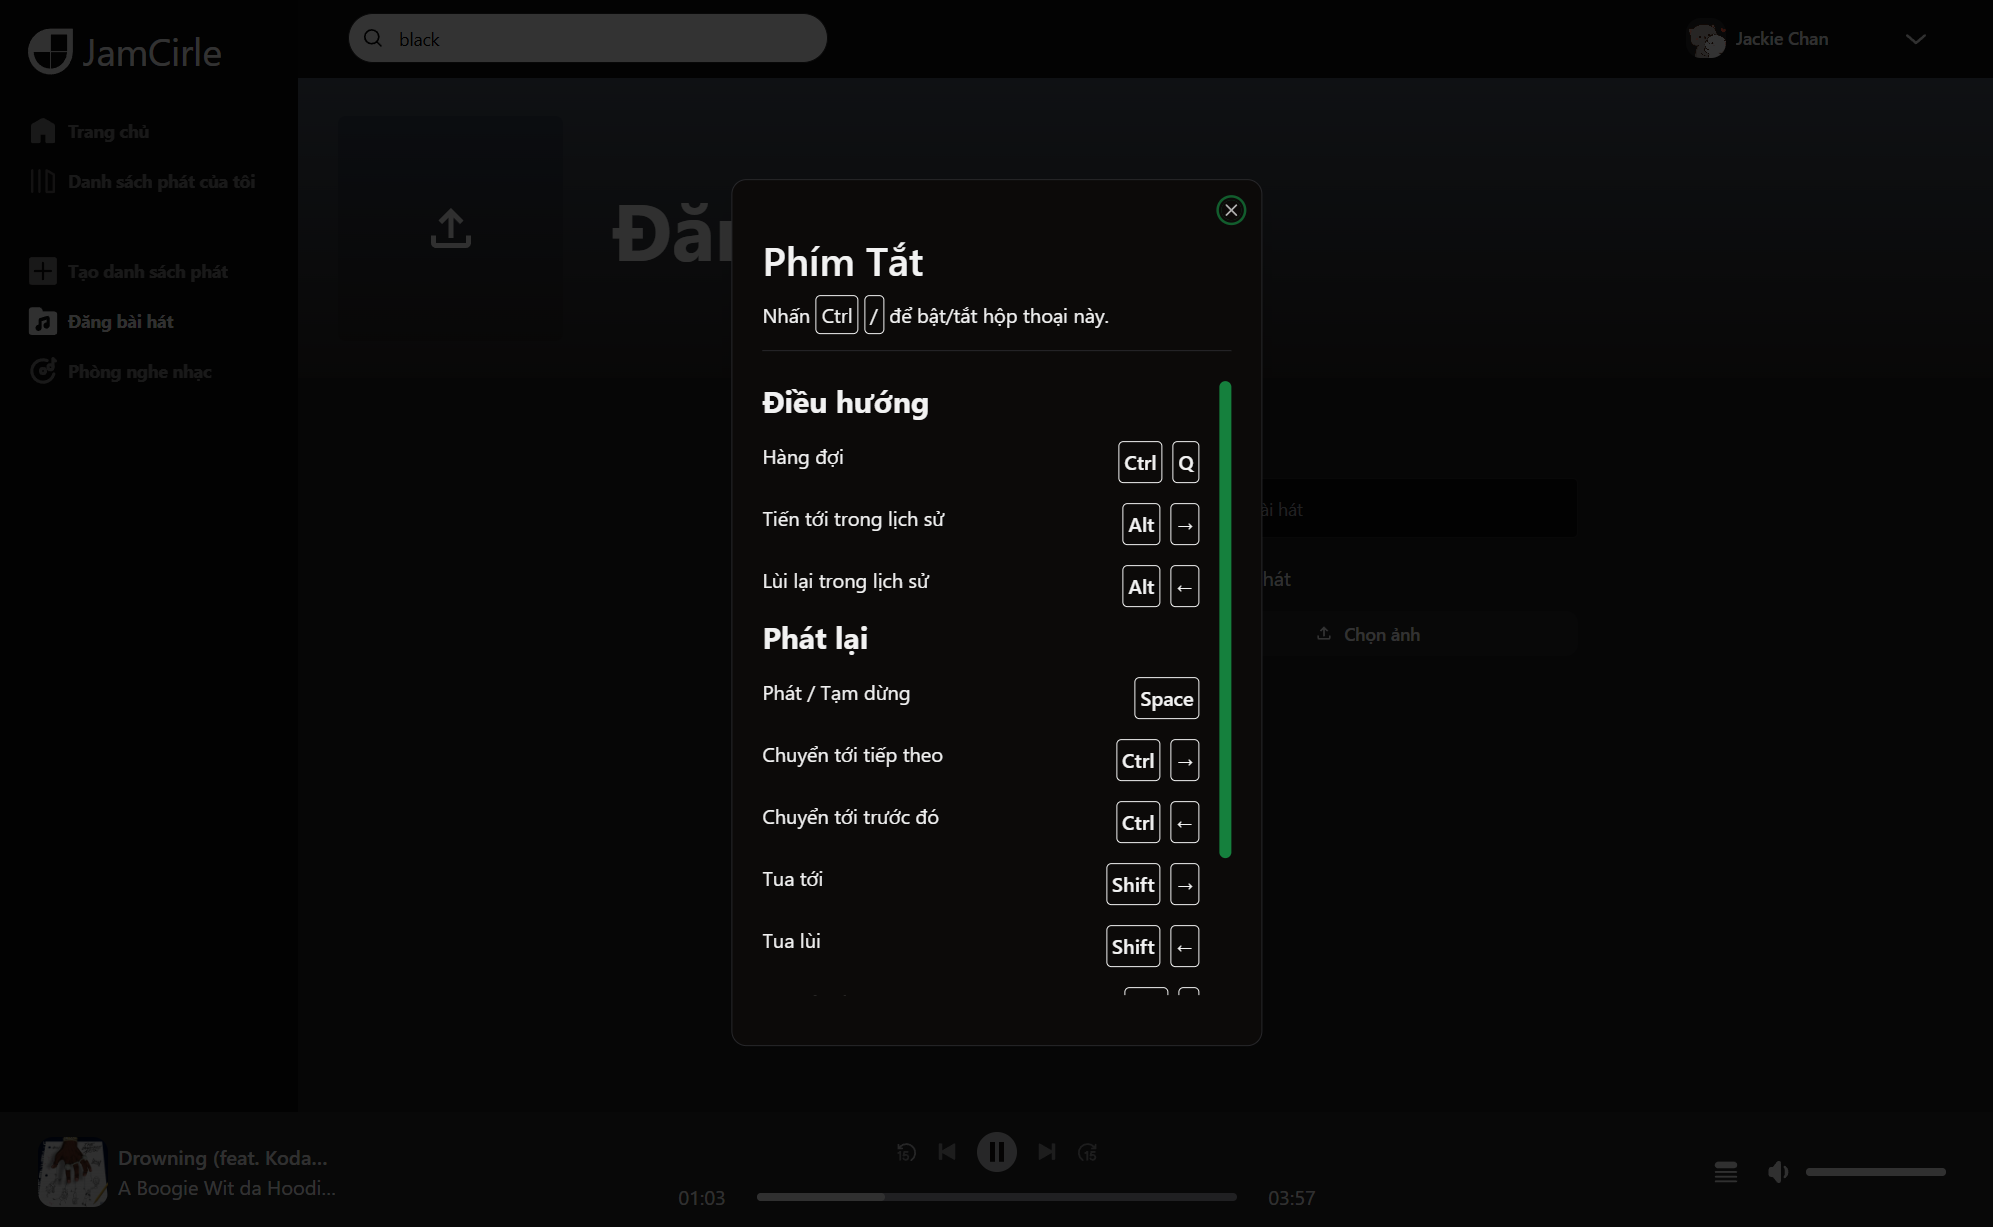 JamCirle
black
Jackie Chan
Trang chủ
Danh sách phát của tôi
Tạo danh sách phát
Đăng bài hát
Phòng nghe nhạc
Phím Tắt
Nhấn Ctrl / để bật/tắt hộp thoại này.
Điều hướng
Hàng đợi Ctrl Q
Tiến tới trong lịch sử Alt →
Lùi lại trong lịch sử Alt ←
Phát lại
Phát / Tạm dừng Space
Chuyển tới tiếp theo Ctrl →
Chuyển tới trước đó Ctrl ←
Tua tới Shift →
Tua lùi Shift ←
hát
Chọn ảnh
Drowning (feat. Koda...
A Boogie Wit da Hoodi...
15
15
01:03
03:57